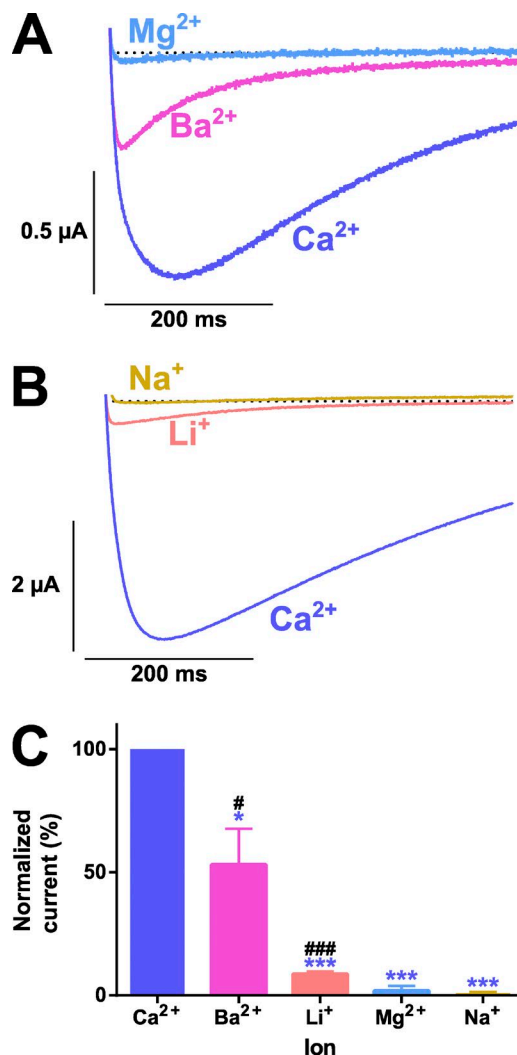 A
Mg²⁺
Ba²⁺
0.5 µA
Ca²⁺
200 ms
B
Na⁺
Li⁺
2 µA
Ca²⁺
200 ms
C
Normalized
current (%)
100
50
0
#
*
###
***
***
***
Ca²⁺ Ba²⁺ Li⁺ Mg²⁺ Na⁺
Ion